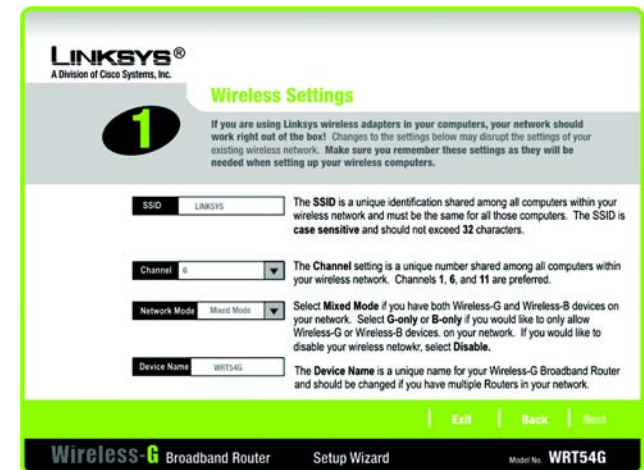 LINKSYS®
A Division of Cisco Systems, Inc.
Wireless Settings
1
If you are using Linksys wireless adapters in your computers, your network should
work right out of the box! Changes to the settings below may disrupt the settings of your
existing wireless network. Make sure you remember these settings as they will be
needed when setting up your wireless computers.
SSID LINKSYS
The SSID is a unique identification shared among all computers within your
wireless network and must be the same for all those computers. The SSID is
case sensitive and should not exceed 32 characters.
Channel 6
The Channel setting is a unique number shared among all computers within
your wireless network. Channels 1, 6, and 11 are preferred.
Network Mode Mixed Mode
Select Mixed Mode if you have both Wireless-G and Wireless-B devices on
your network. Select G-only or B-only if you would like to only allow
Wireless-G or Wireless-B devices. on your network. If you would like to
disable your wireless netowkr, select Disable.
Device Name WRT54G
The Device Name is a unique name for your Wireless-G Broadband Router
and should be changed if you have multiple Routers in your network.
Exit Back Next
Wireless-G Broadband Router Setup Wizard Model No. WRT54G